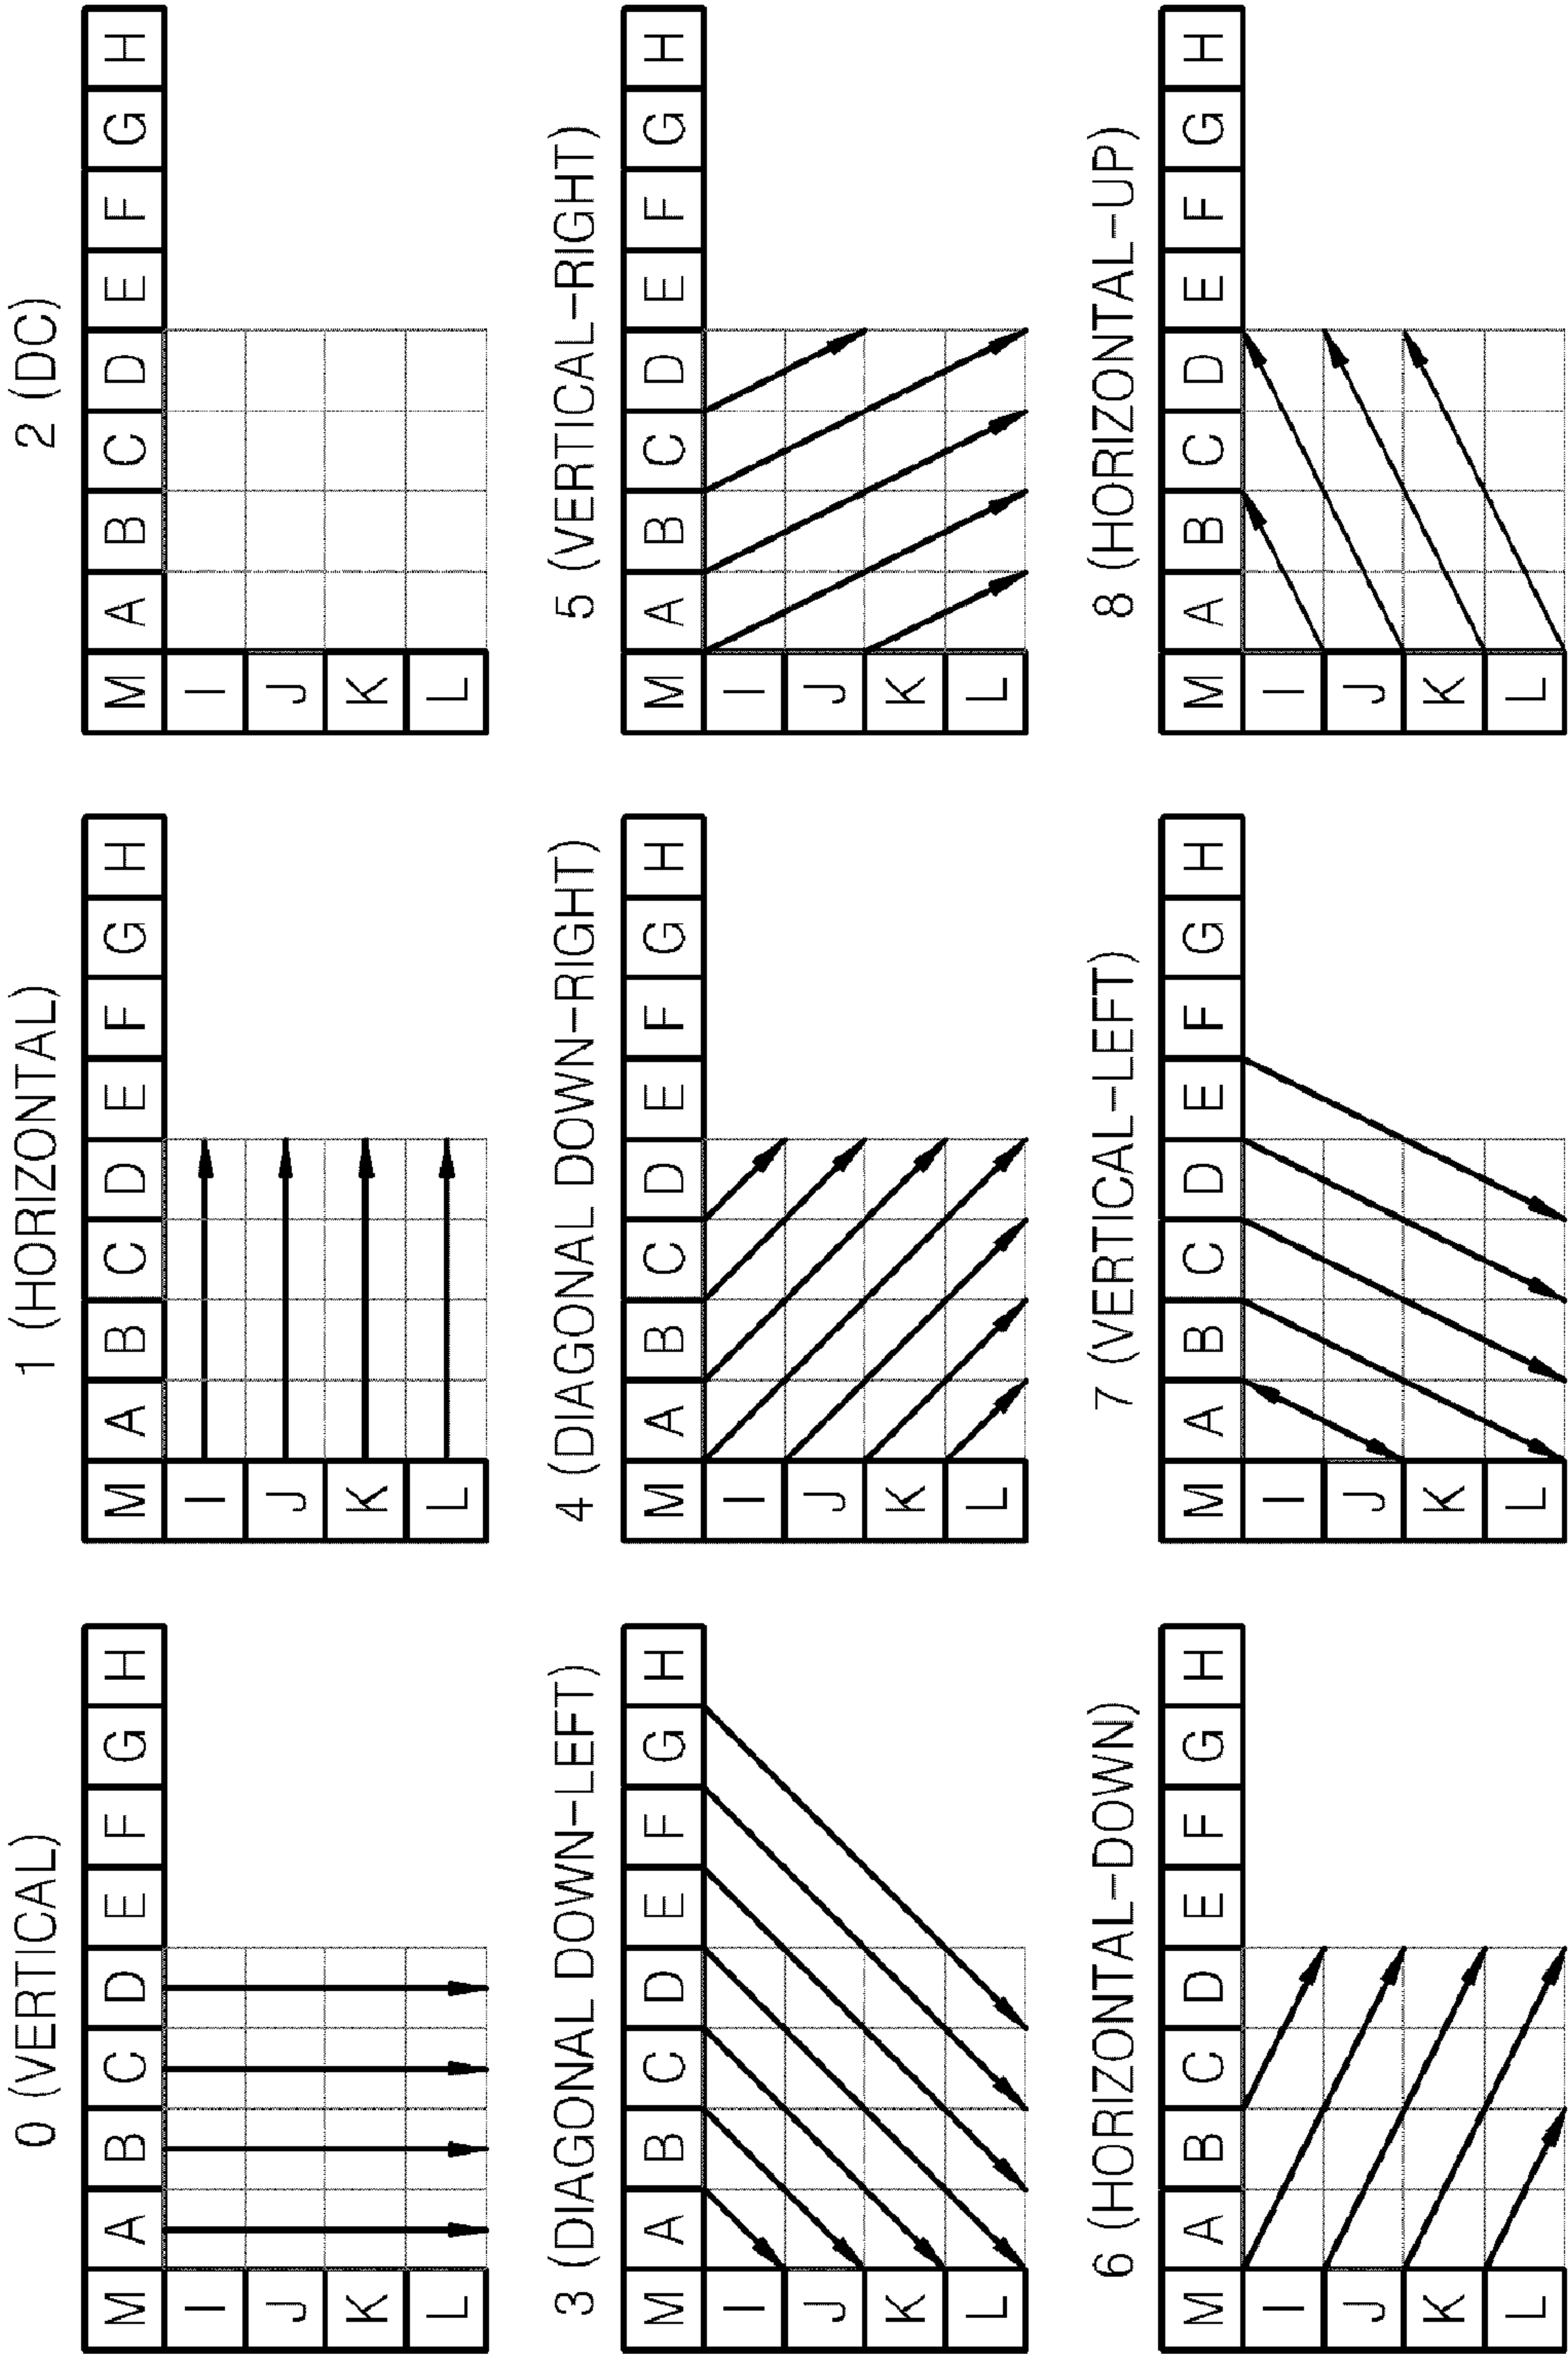 0 (VERTICAL)
M A B C D E F G H
I
J
K
L
1 (HORIZONTAL)
M A B C D E F G H
I
J
K
L
2 (DC)
M A B C D E F G H
I
J
K
L
3 (DIAGONAL DOWN-LEFT)
M A B C D E F G H
I
J
K
L
4 (DIAGONAL DOWN-RIGHT)
M A B C D E F G H
I
J
K
L
5 (VERTICAL-RIGHT)
M A B C D E F G H
I
J
K
L
6 (HORIZONTAL-DOWN)
M A B C D E F G H
I
J
K
L
7 (VERTICAL-LEFT)
M A B C D E F G H
I
J
K
L
8 (HORIZONTAL-UP)
M A B C D E F G H
I
J
K
L